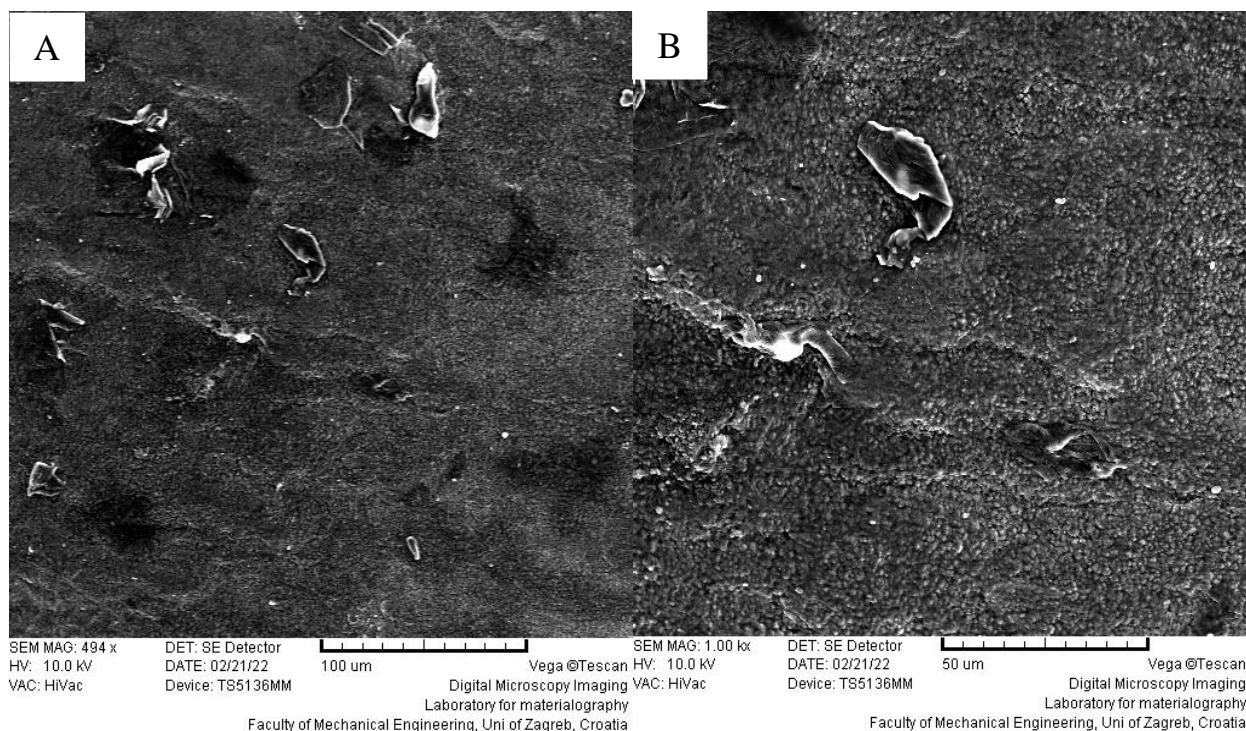 A
B
SEM MAG: 494 x
DET: SE Detector
HV: 10.0 kV
DATE: 02/21/22
100 um
Vega ©Tescan
VAC: HiVac
Device: TS5136MM
Digital Microscopy Imaging
Laboratory for materialography
Faculty of Mechanical Engineering, Uni of Zagreb, Croatia
SEM MAG: 1.00 kx
DET: SE Detector
HV: 10.0 kV
DATE: 02/21/22
50 um
Vega ©Tescan
VAC: HiVac
Device: TS5136MM
Digital Microscopy Imaging
Laboratory for materialography
Faculty of Mechanical Engineering, Uni of Zagreb, Croatia